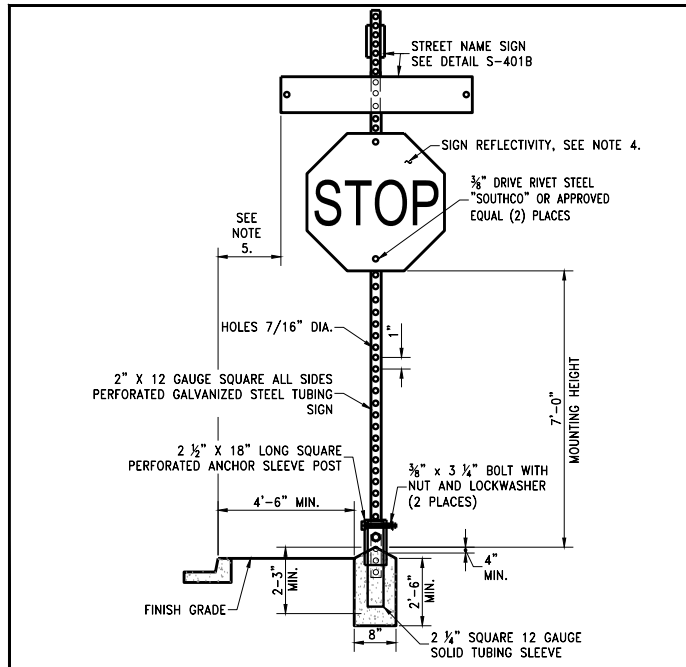 STREET NAME SIGN
SEE DETAIL S-401B
SIGN REFLECTIVITY, SEE NOTE 4.
STOP
⅜" DRIVE RIVET STEEL
"SOUTHCO" OR APPROVED
EQUAL (2) PLACES
SEE
NOTE
5.
HOLES 7/16" DIA.
1"
2" X 12 GAUGE SQUARE ALL SIDES
PERFORATED GALVANIZED STEEL TUBING
SIGN
7'-0"
MOUNTING HEIGHT
2 ½" X 18" LONG SQUARE
PERFORATED ANCHOR SLEEVE POST
⅜" x 3 ¼" BOLT WITH
NUT AND LOCKWASHER
(2 PLACES)
4'-6" MIN.
4"
MIN.
2'-3"
MIN.
2'-6"
MIN.
FINISH GRADE
8"
2 ¼" SQUARE 12 GAUGE
SOLID TUBING SLEEVE